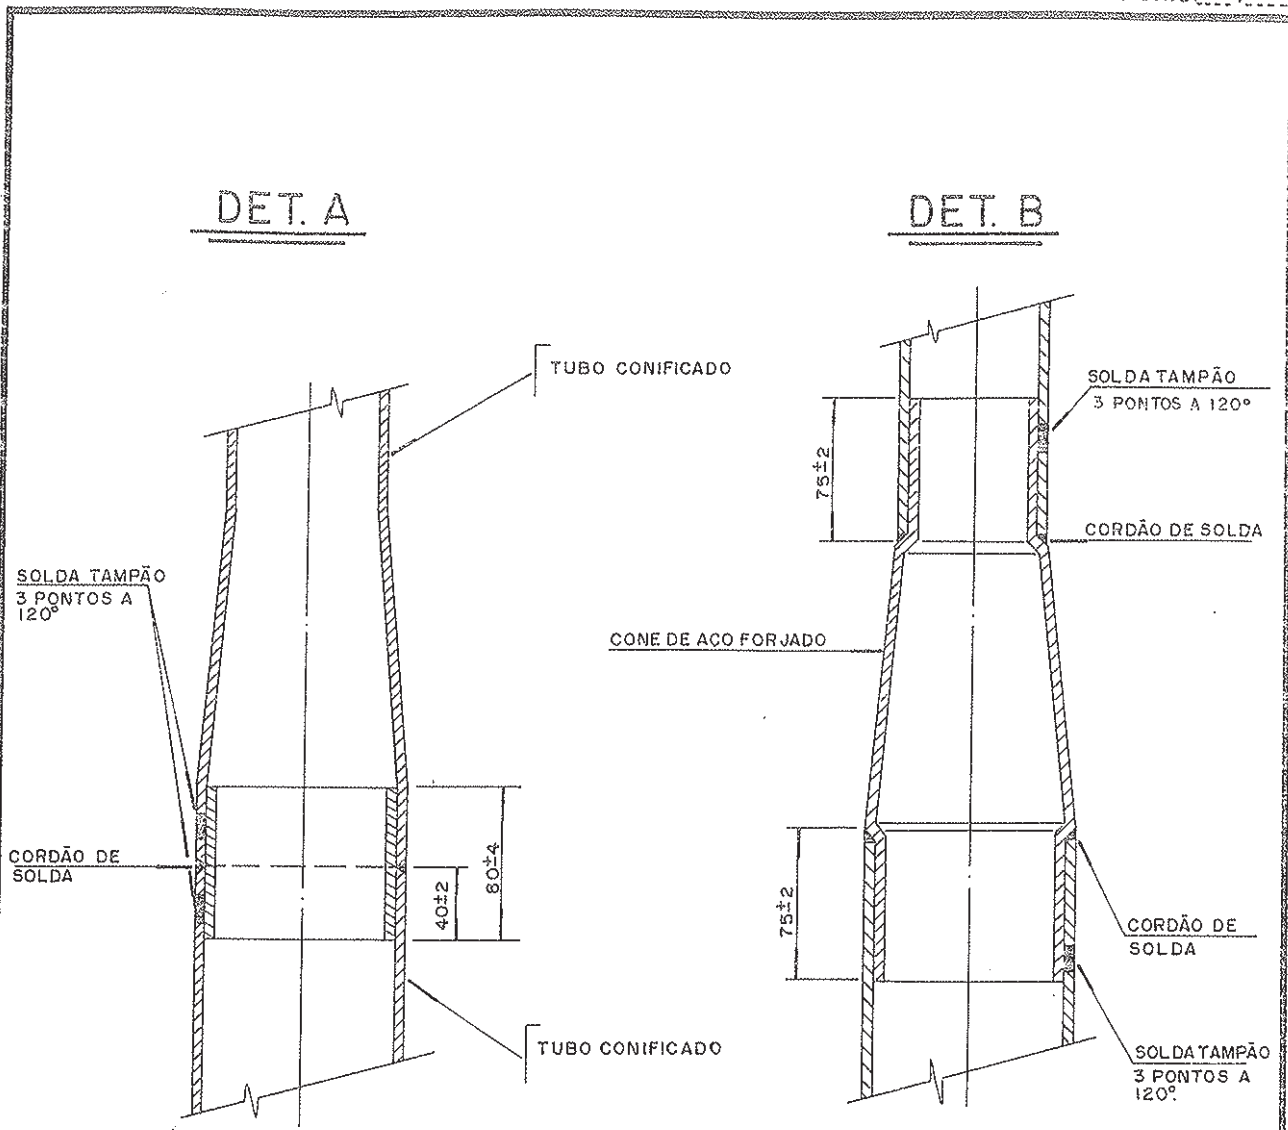 DET. A
TUBO CONIFICADO
SOLDA TAMPÃO
3 PONTOS A
120°
CORDÃO DE
SOLDA
40±2
80±4
TUBO CONIFICADO
DET. B
SOLDA TAMPÃO
3 PONTOS A 120°
75±2
CORDÃO DE SOLDA
CONE DE AÇO FORJADO
75±2
CORDÃO DE
SOLDA
SOLDA TAMPÃO
3 PONTOS A
120°.